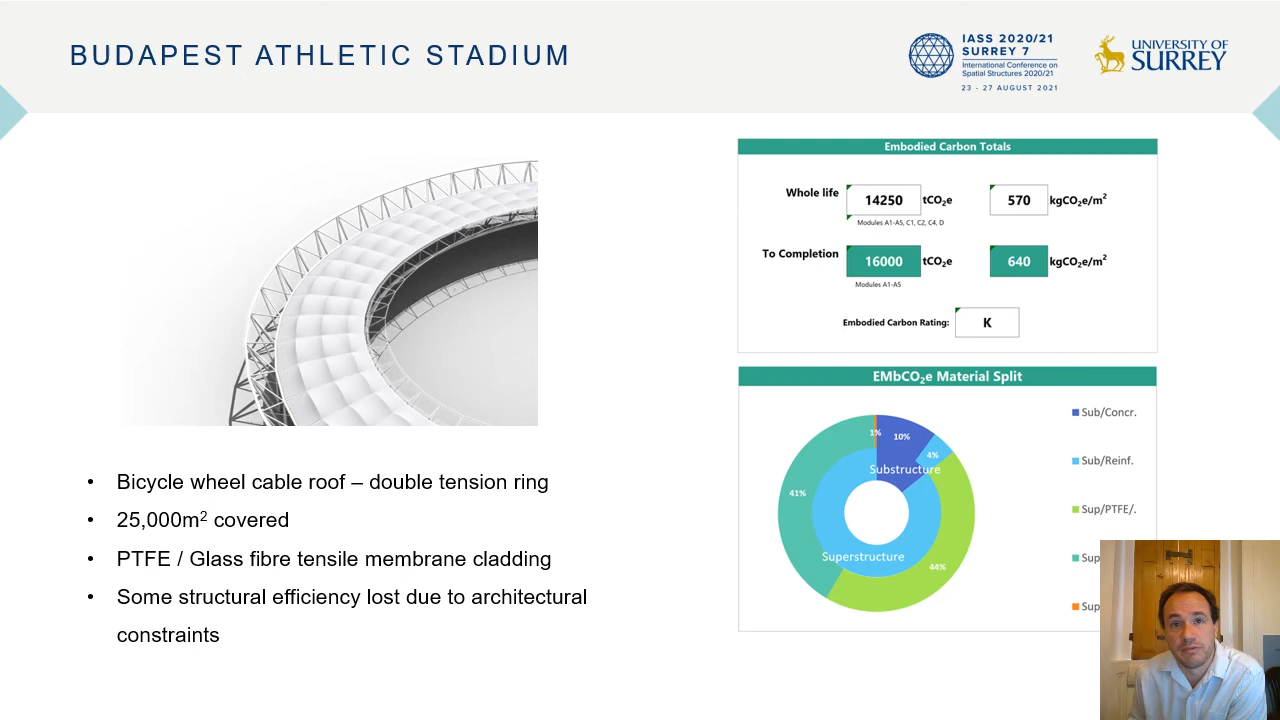 BUDAPEST ATHLETIC STADIUM
IASS 2020/21
SURREY 7
International Conference on
Spatial Structures 2020/21
23 - 27 AUGUST 2021
UNIVERSITY OF
SURREY
Bicycle wheel cable roof – double tension ring
25,000m² covered
PTFE / Glass fibre tensile membrane cladding
Some structural efficiency lost due to architectural
constraints
Embodied Carbon Totals
Whole life 14250 tCO₂e 570 kgCO₂e/m²
Modules A1-A5, C1, C2, C4, D
To Completion 16000 tCO₂e 640 kgCO₂e/m²
Modules A1-A5
Embodied Carbon Rating: K
EMbCO₂e Material Split
1% 10%
4%
Substructure
41%
Superstructure
44%
Sub/Concr.
Sub/Reinf.
Sup/PTFE/.
Sup
Sup